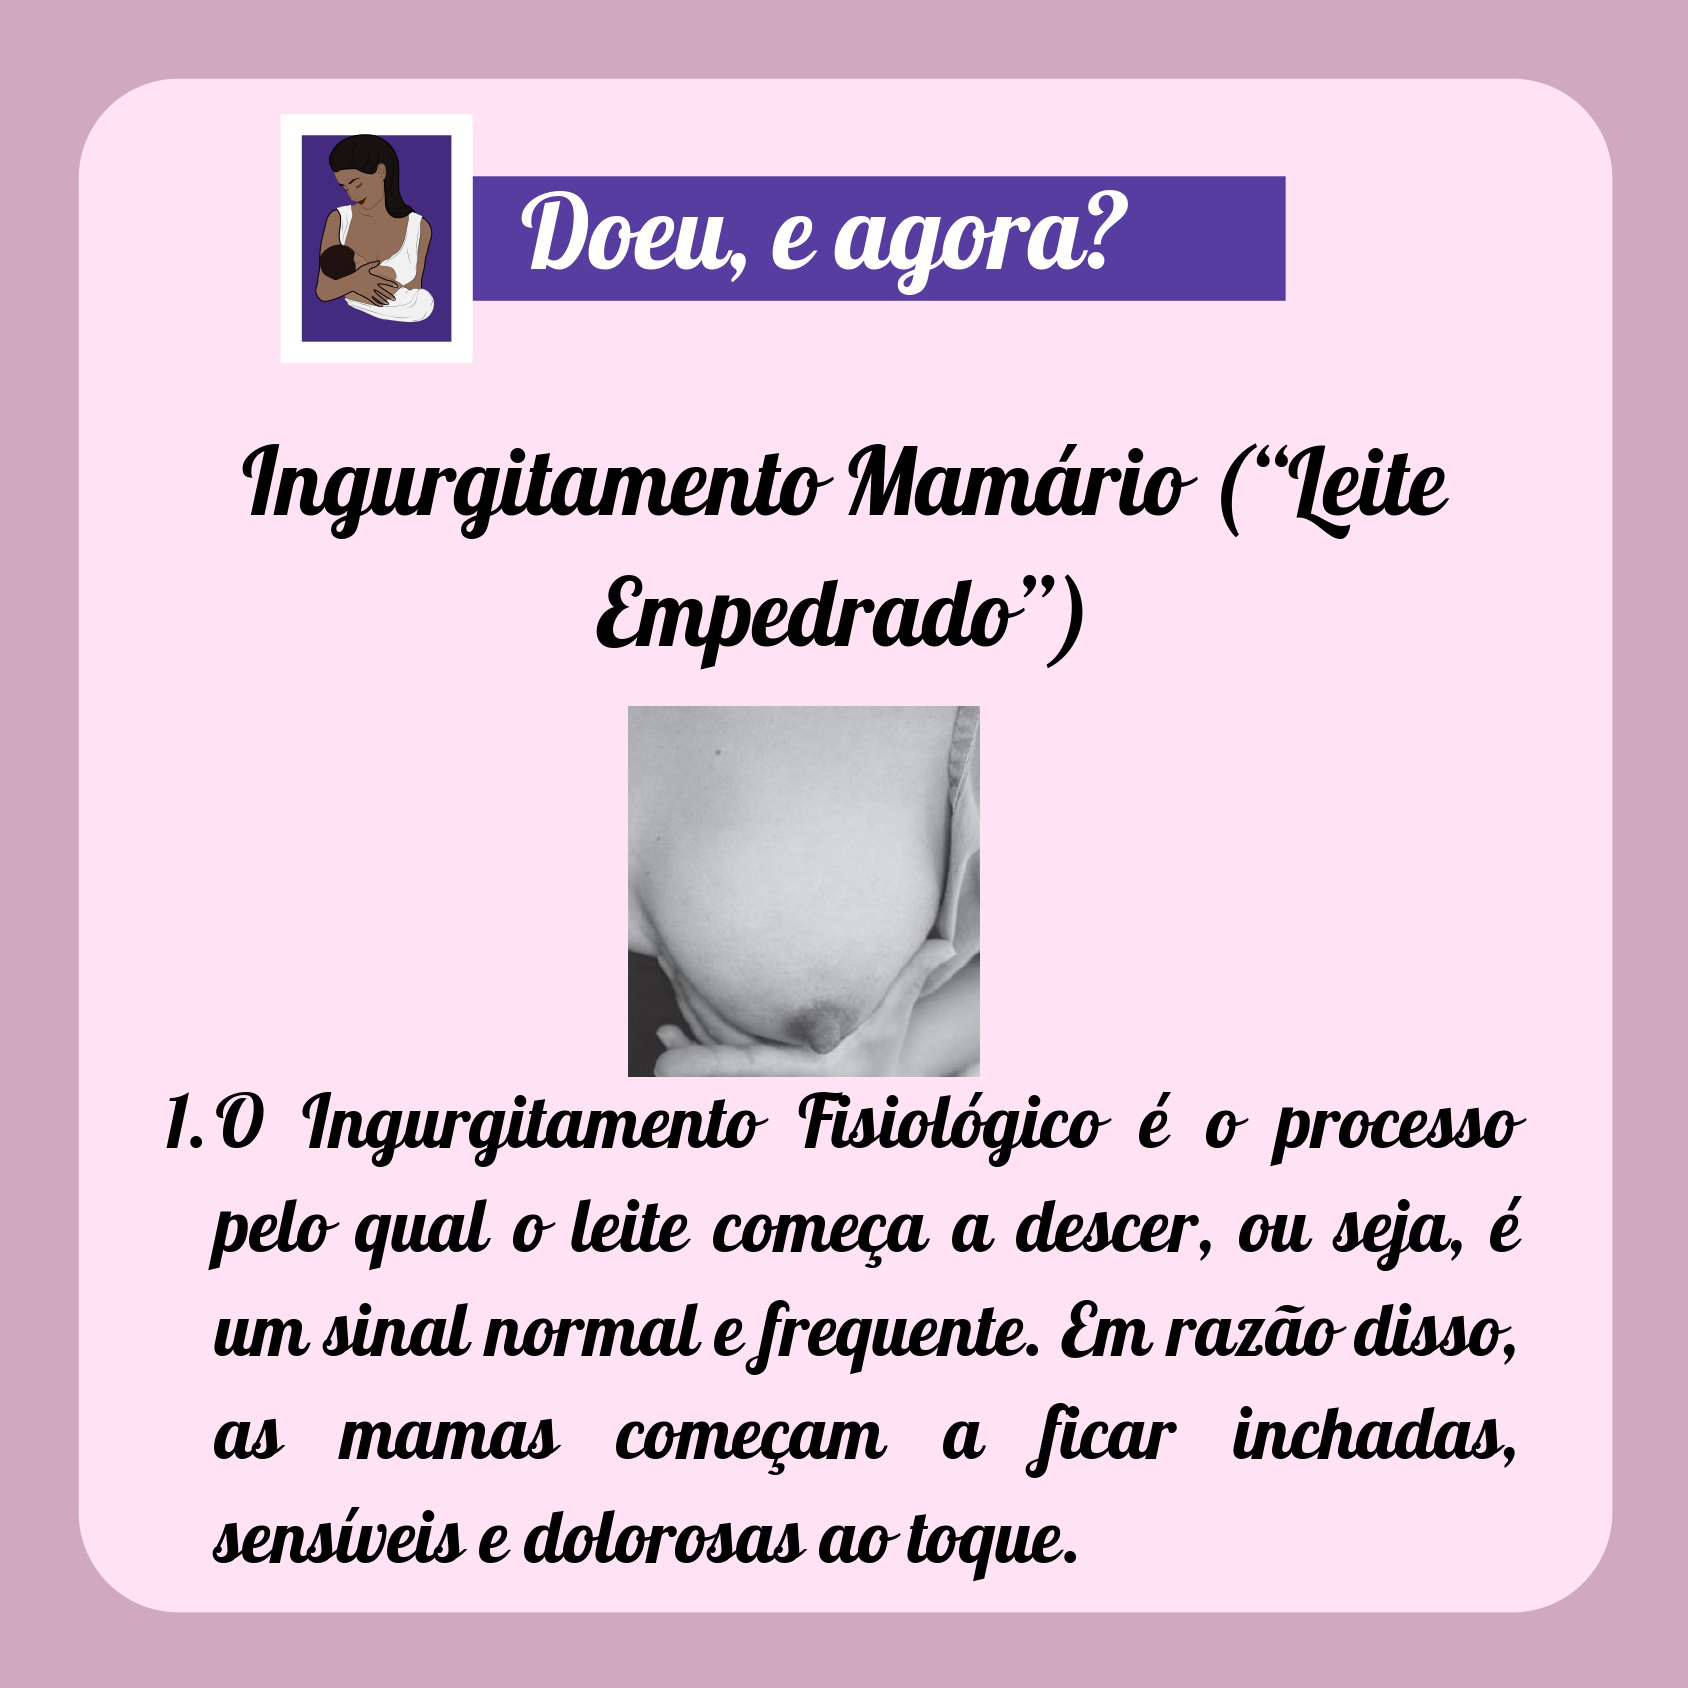 Doeu, e agora?
Ingurgitamento Mamário (“Leite
Empedrado”)
1. O Ingurgitamento Fisiológico é o processo
pelo qual o leite começa a descer, ou seja, é
um sinal normal e frequente. Em razão disso,
as mamas começam a ficar inchadas,
sensíveis e dolorosas ao toque.